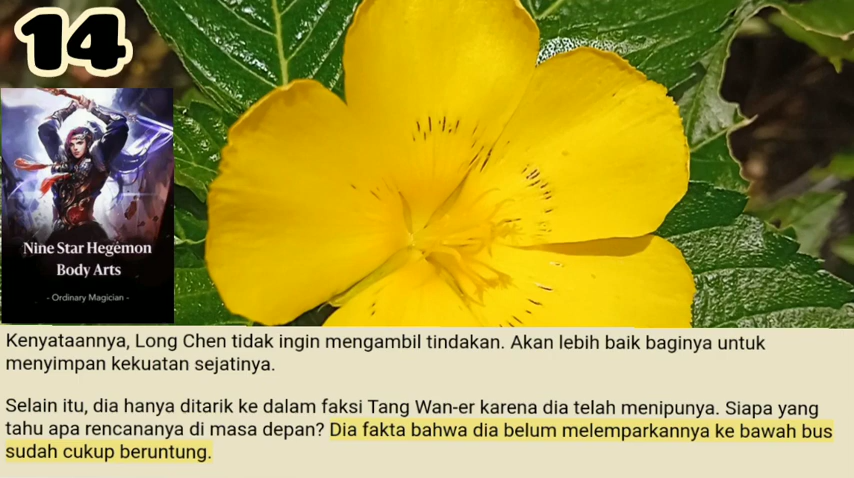 14
Nine Star Hegemon
Body Arts
- Ordinary Magician -
Kenyataannya, Long Chen tidak ingin mengambil tindakan. Akan lebih baik baginya untuk
menyimpan kekuatan sejatinya.
Selain itu, dia hanya ditarik ke dalam faksi Tang Wan-er karena dia telah menipunya. Siapa yang
tahu apa rencananya di masa depan? Dia fakta bahwa dia belum melemparkannya ke bawah bus
sudah cukup beruntung.